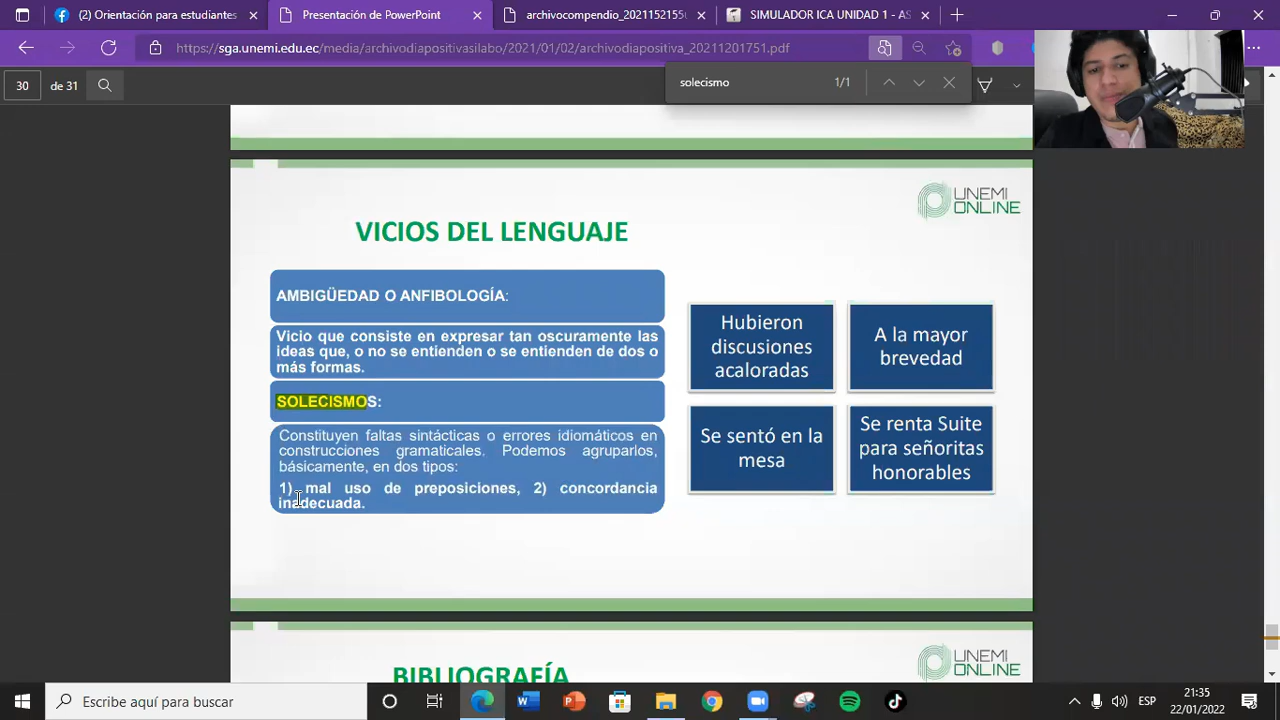 (2) Orientación para estudiantes
Presentación de PowerPoint
archivocompendio_2021152155
SIMULADOR ICA UNIDAD 1 - AS
https://sga.unemi.edu.ec/media/archivodiapositivasilabo/2021/01/02/archivodiapositiva_20211201751.pdf
30 de 31
solecismo 1/1
UNEMI
ONLINE
VICIOS DEL LENGUAJE
AMBIGÜEDAD O ANFIBOLOGÍA:
Vicio que consiste en expresar tan oscuramente las
ideas que, o no se entienden o se entienden de dos o
más formas.
SOLECISMOS:
Constituyen faltas sintácticas o errores idiomáticos en
construcciones gramaticales. Podemos agruparlos,
básicamente, en dos tipos:
1) mal uso de preposiciones, 2) concordancia
inadecuada.
Hubieron
discusiones
acaloradas
A la mayor
brevedad
Se sentó en la
mesa
Se renta Suite
para señoritas
honorables
BIBLIOGRAFÍA
UNEMI
ONLINE
Escribe aquí para buscar
ESP
21:35
22/01/2022